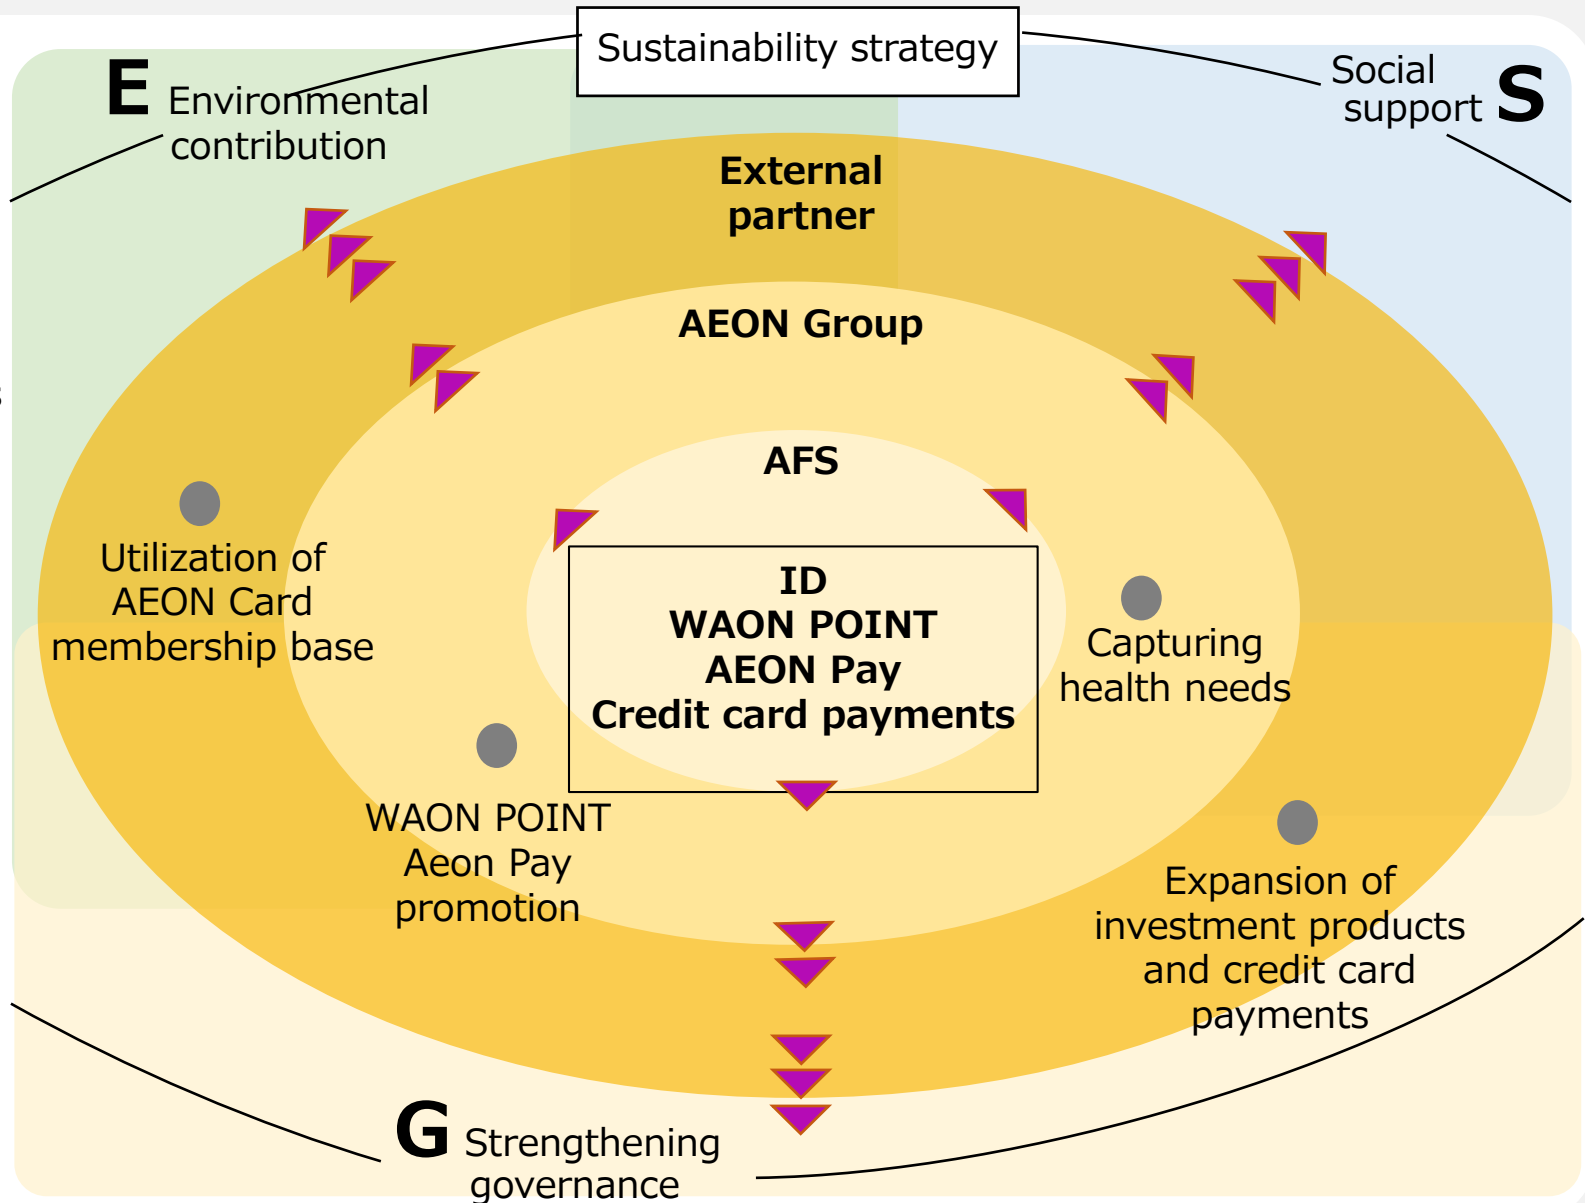 Sustainability strategy
E Environmental
contribution
Social
support S
External
partner
AEON Group
AFS
ID
WAON POINT
AEON Pay
Credit card payments
Utilization of
AEON Card
membership base
Capturing
health needs
WAON POINT
Aeon Pay
promotion
Expansion of
investment products
and credit card
payments
G Strengthening
governance